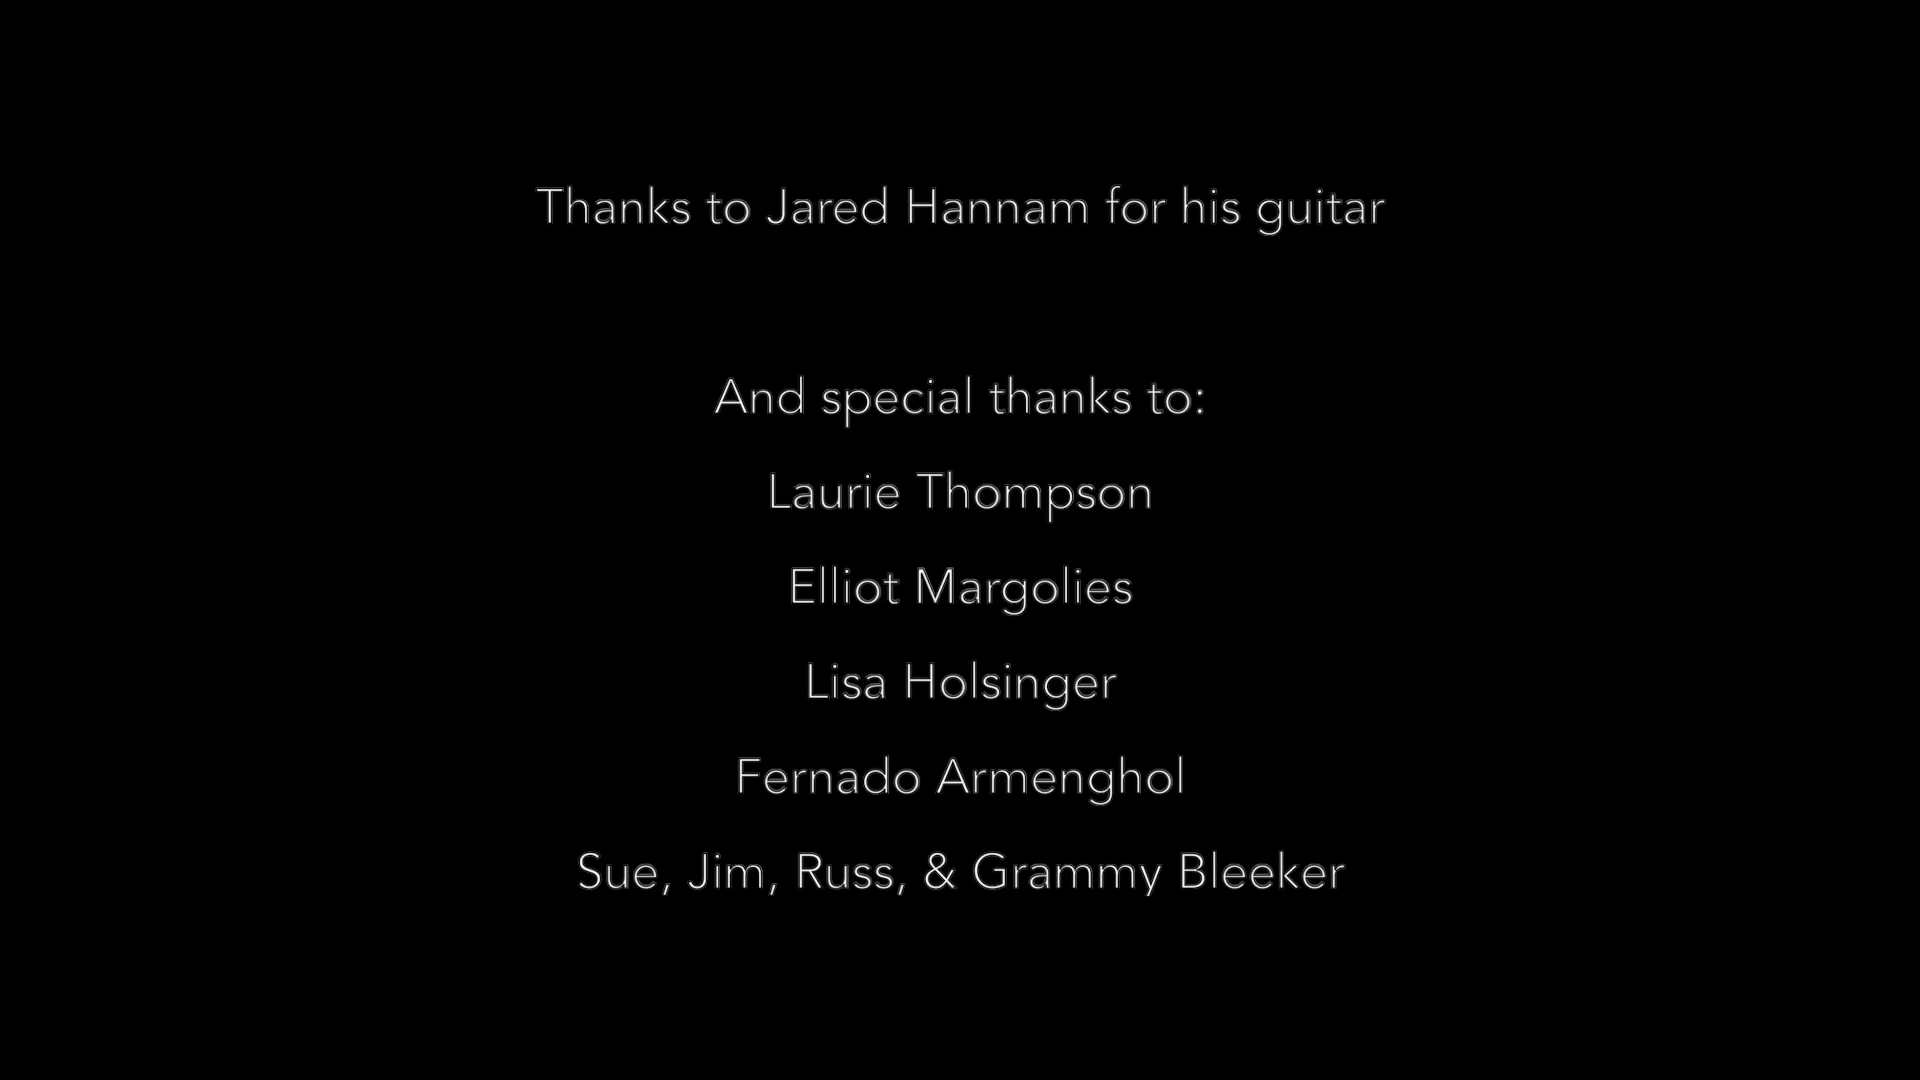 Thanks to Jared Hannam for his guitar
And special thanks to:
Laurie Thompson
Elliot Margolies
Lisa Holsinger
Fernado Armenghol
Sue, Jim, Russ, & Grammy Bleeker